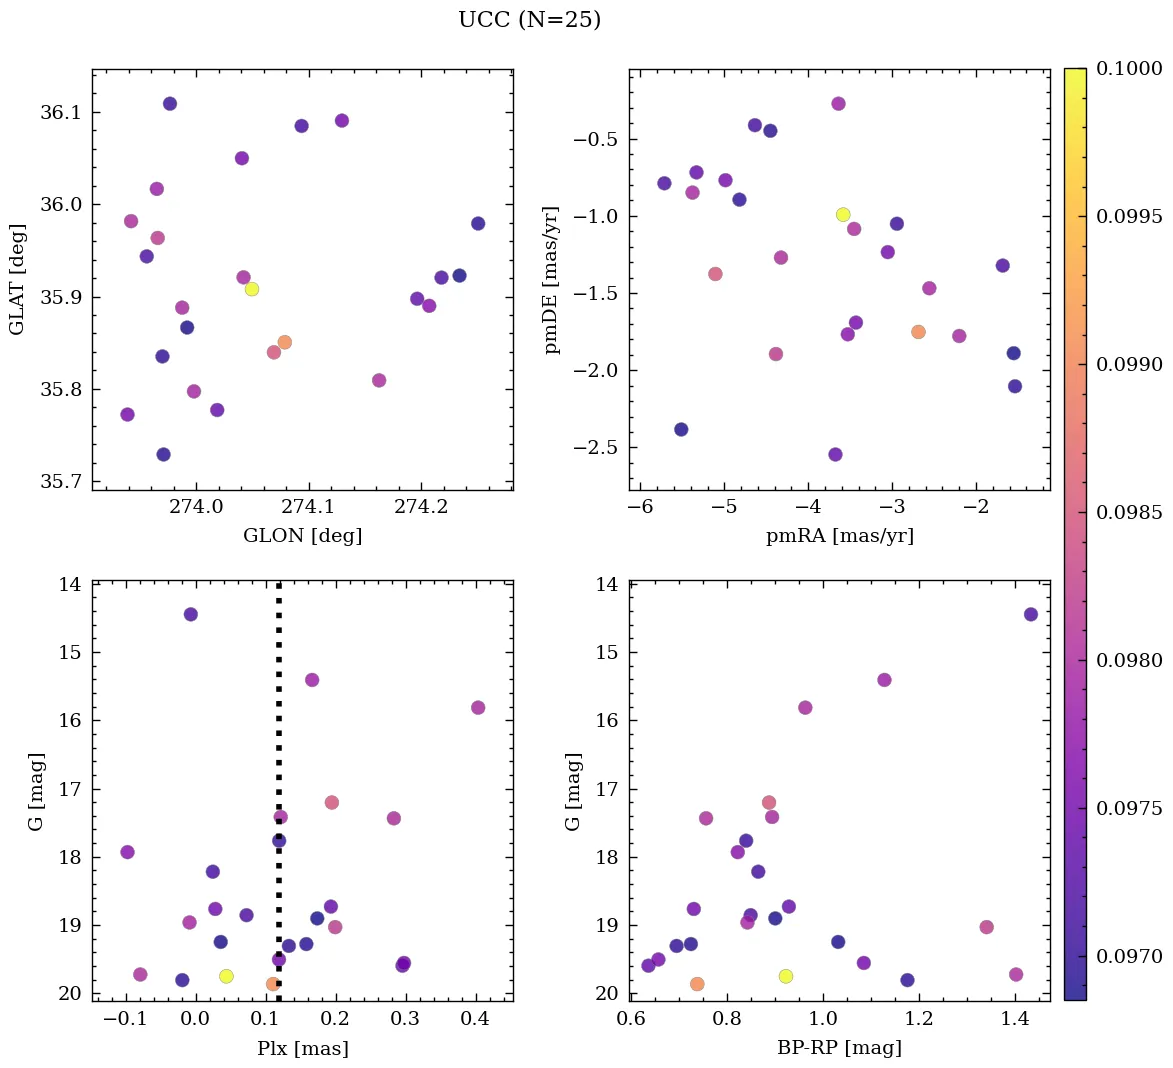 UCC (N=25)
36.1
36.0
35.9
35.8
35.7
GLAT [deg]
274.0 274.1 274.2
GLON [deg]
−0.5
−1.0
−1.5
−2.0
−2.5
pmDE [mas/yr]
−6 −5 −4 −3 −2
pmRA [mas/yr]
14
15
16
17
18
19
20
G [mag]
−0.1 0.0 0.1 0.2 0.3 0.4
Plx [mas]
14
15
16
17
18
19
20
G [mag]
0.6 0.8 1.0 1.2 1.4
BP-RP [mag]
0.1000
0.0995
0.0990
0.0985
0.0980
0.0975
0.0970